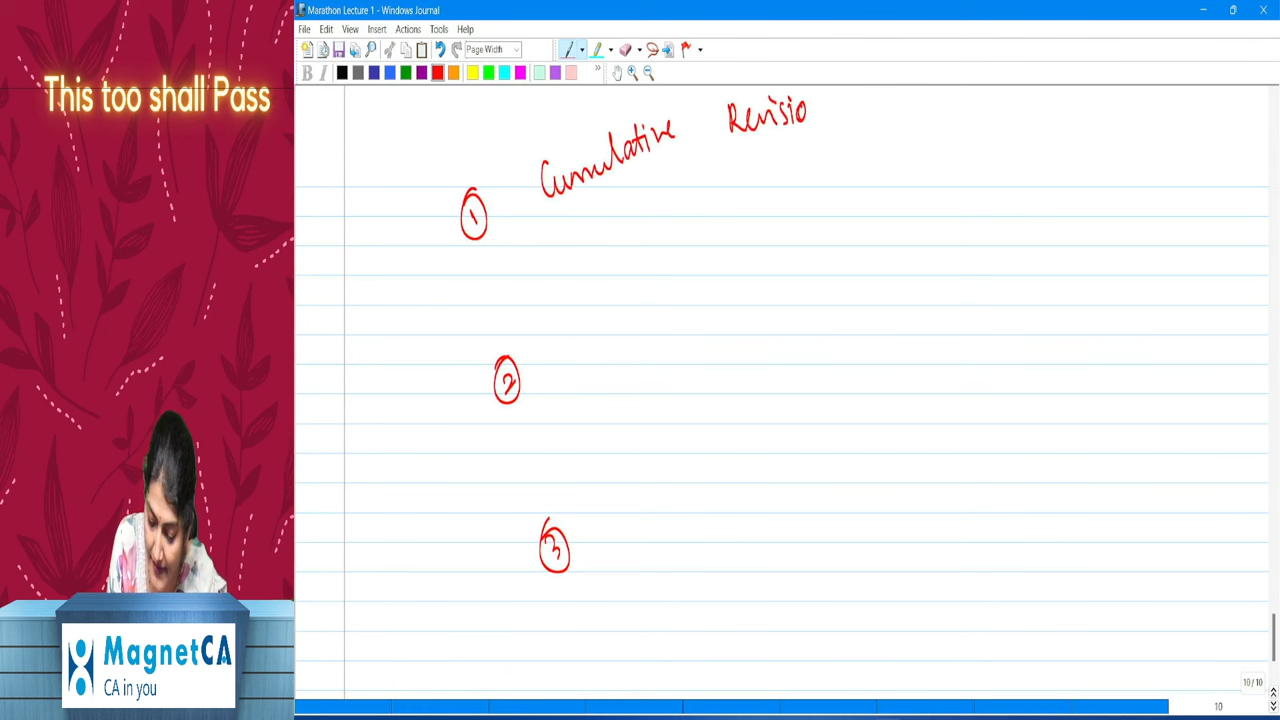 Marathon Lecture 1 - Windows Journal
File Edit View Insert Actions Tools Help
Page Width
B I
This too shall Pass
Cumulative Revisio
1
2
3
MagnetCA
CA in you
10 / 10
10